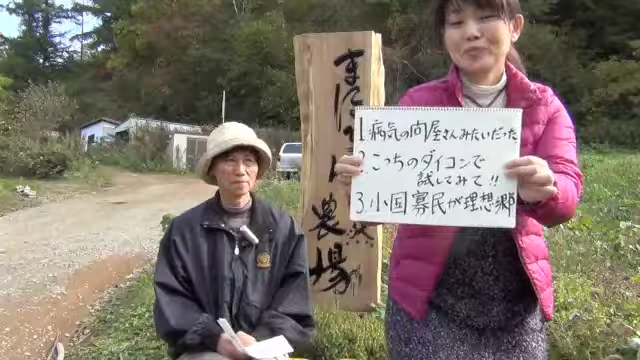 1.病気の問屋さんみたいだった
2.こっちのダイコンで
試してみて!!
3.小国寡民が理想郷
農場